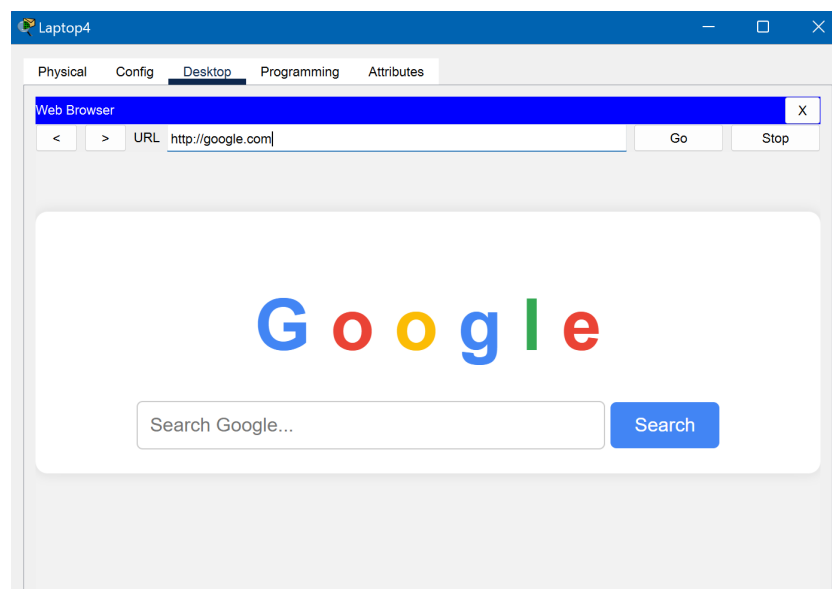 Laptop4
Physical Config Desktop Programming Attributes
Web Browser X
< > URL http://google.com Go Stop
Google
Search Google... Search